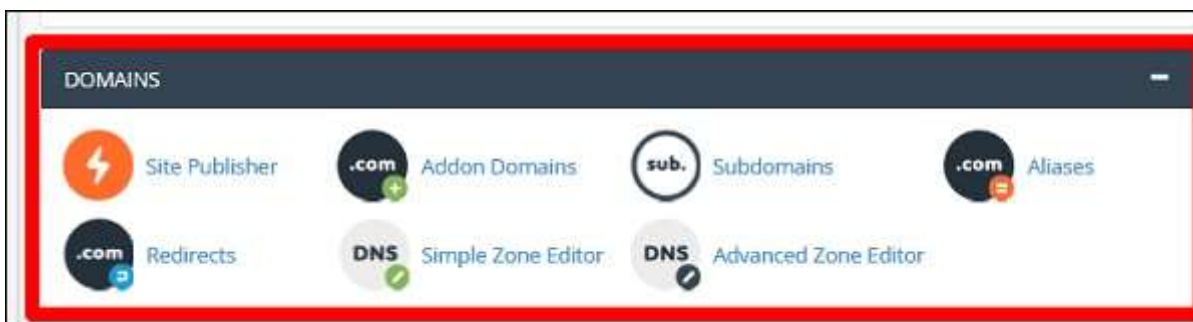 DOMAINS
Site Publisher
.com Addon Domains
sub. Subdomains
.com Aliases
.com Redirects
DNS Simple Zone Editor
DNS Advanced Zone Editor